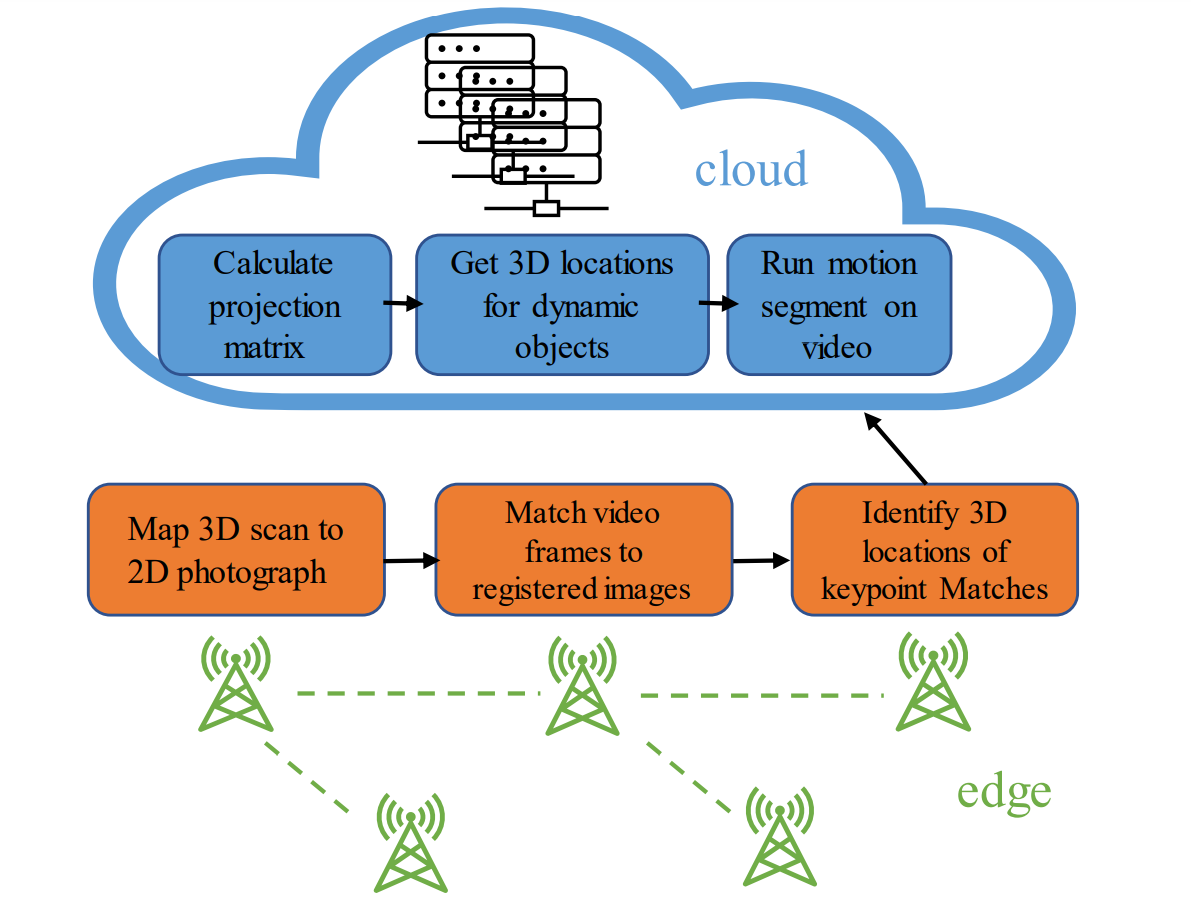 cloud
Calculate
projection
matrix
Get 3D locations
for dynamic
objects
Run motion
segment on
video
Map 3D scan to
2D photograph
Match video
frames to
registered images
Identify 3D
locations of
keypoint Matches
edge